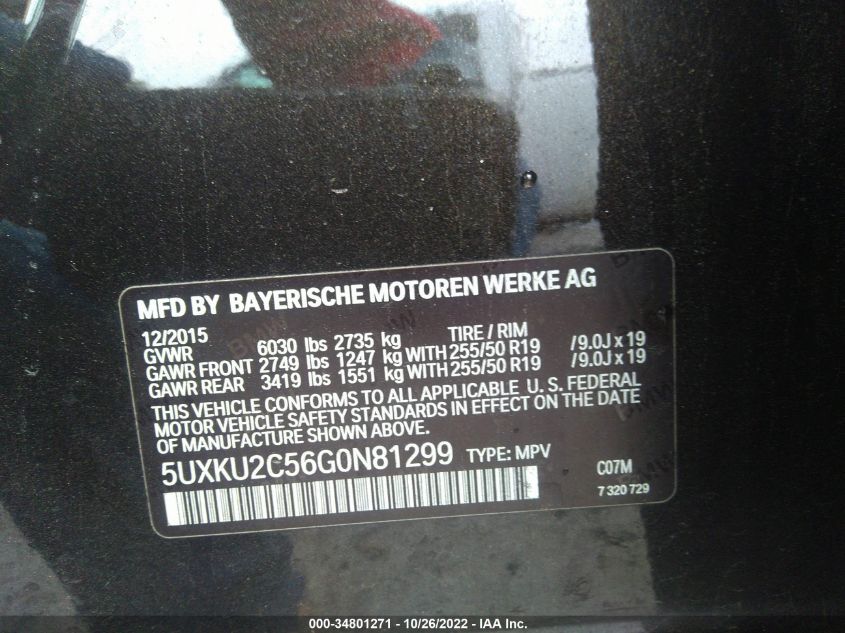 MFD BY BAYERISCHE MOTOREN WERKE AG
12/2015 TIRE / RIM
GVWR 6030 lbs 2735 kg
GAWR FRONT 2749 lbs 1247 kg WITH 255/50 R19 /9.0J x 19
GAWR REAR 3419 lbs 1551 kg WITH 255/50 R19 /9.0J x 19
THIS VEHICLE CONFORMS TO ALL APPLICABLE U.S. FEDERAL
MOTOR VEHICLE SAFETY STANDARDS IN EFFECT ON THE DATE
OF MANUFACTURE SHOWN ABOVE.
5UXKU2C56G0N81299 TYPE: MPV
C07M
7 320 729
000-34801271 - 10/26/2022 - IAA Inc.